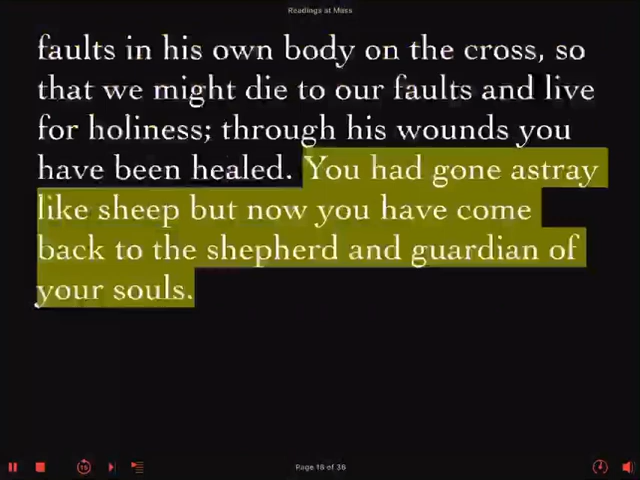 Readings at Mass
faults in his own body on the cross, so
that we might die to our faults and live
for holiness; through his wounds you
have been healed. You had gone astray
like sheep but now you have come
back to the shepherd and guardian of
your souls.
15
Page 18 of 38